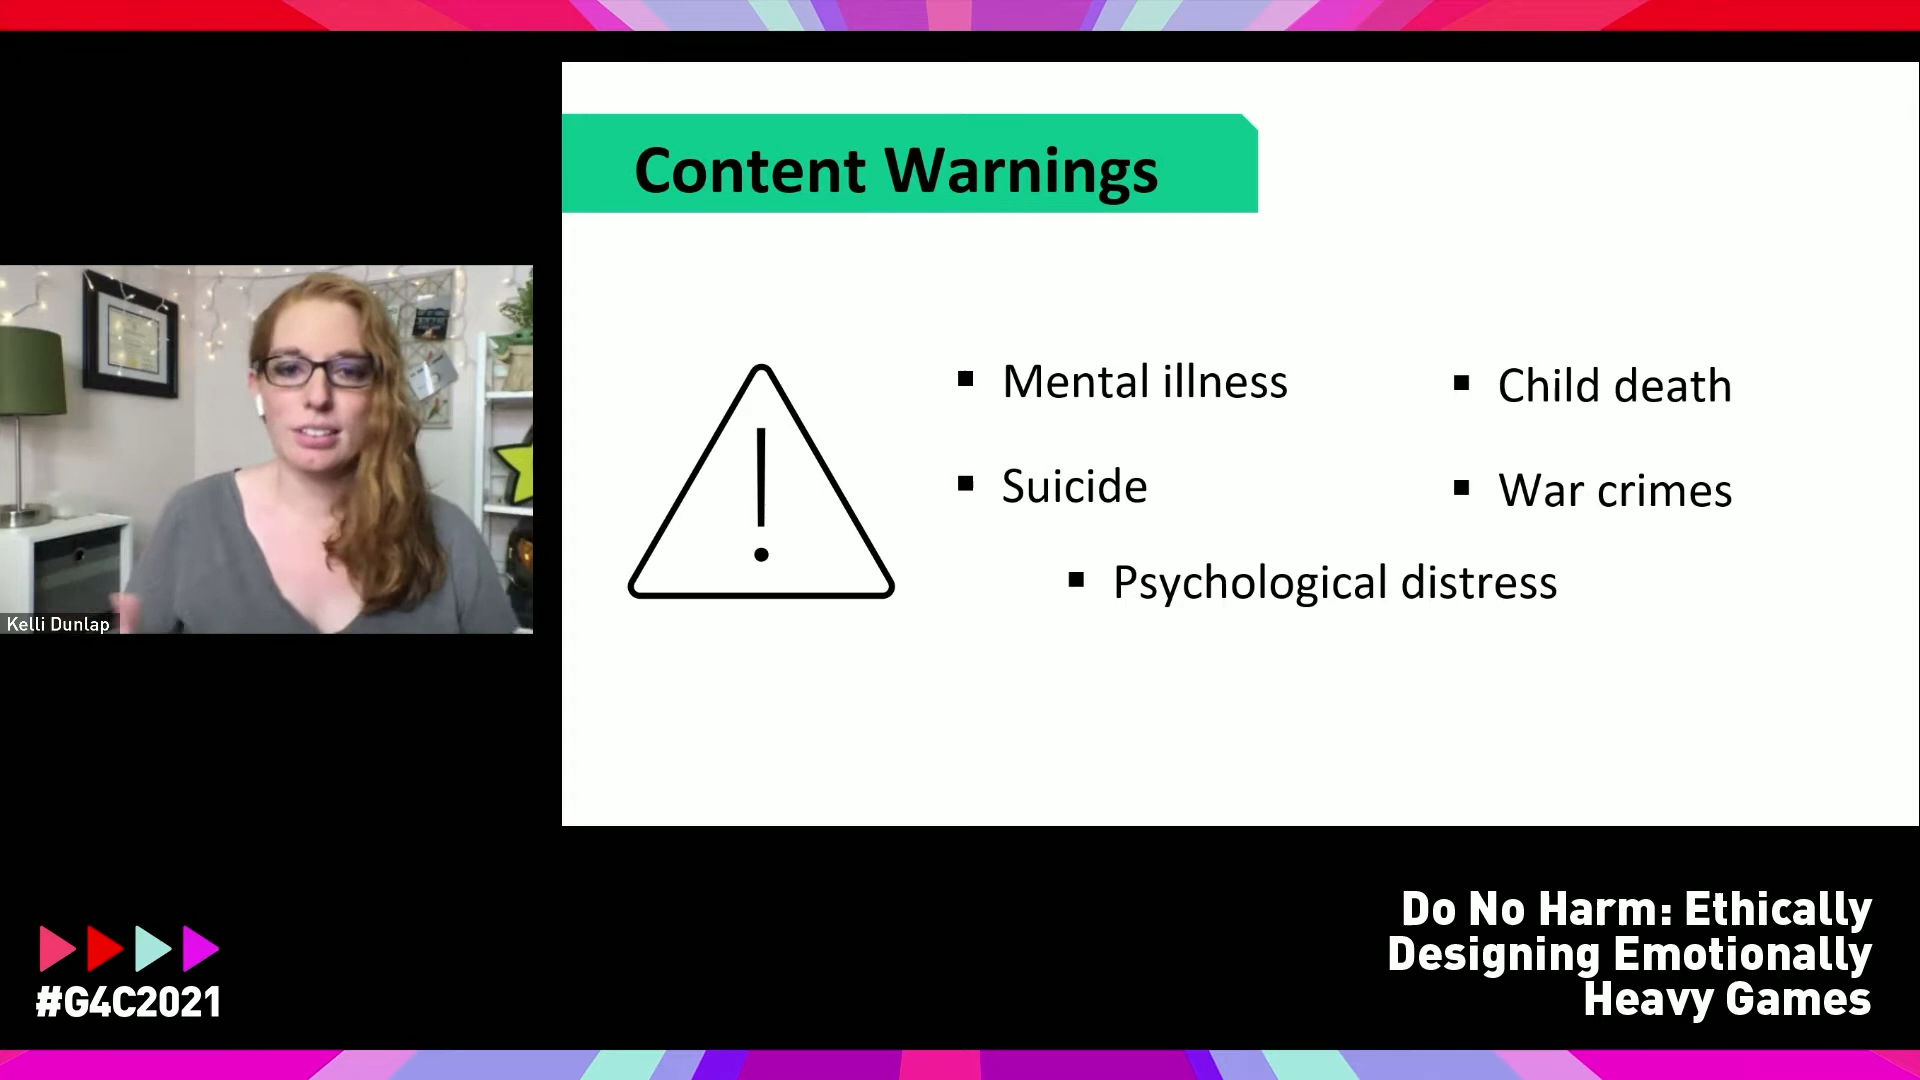 Content Warnings
Mental illness
Child death
Suicide
War crimes
Psychological distress
Kelli Dunlap
Do No Harm: Ethically
Designing Emotionally
Heavy Games
#G4C2021